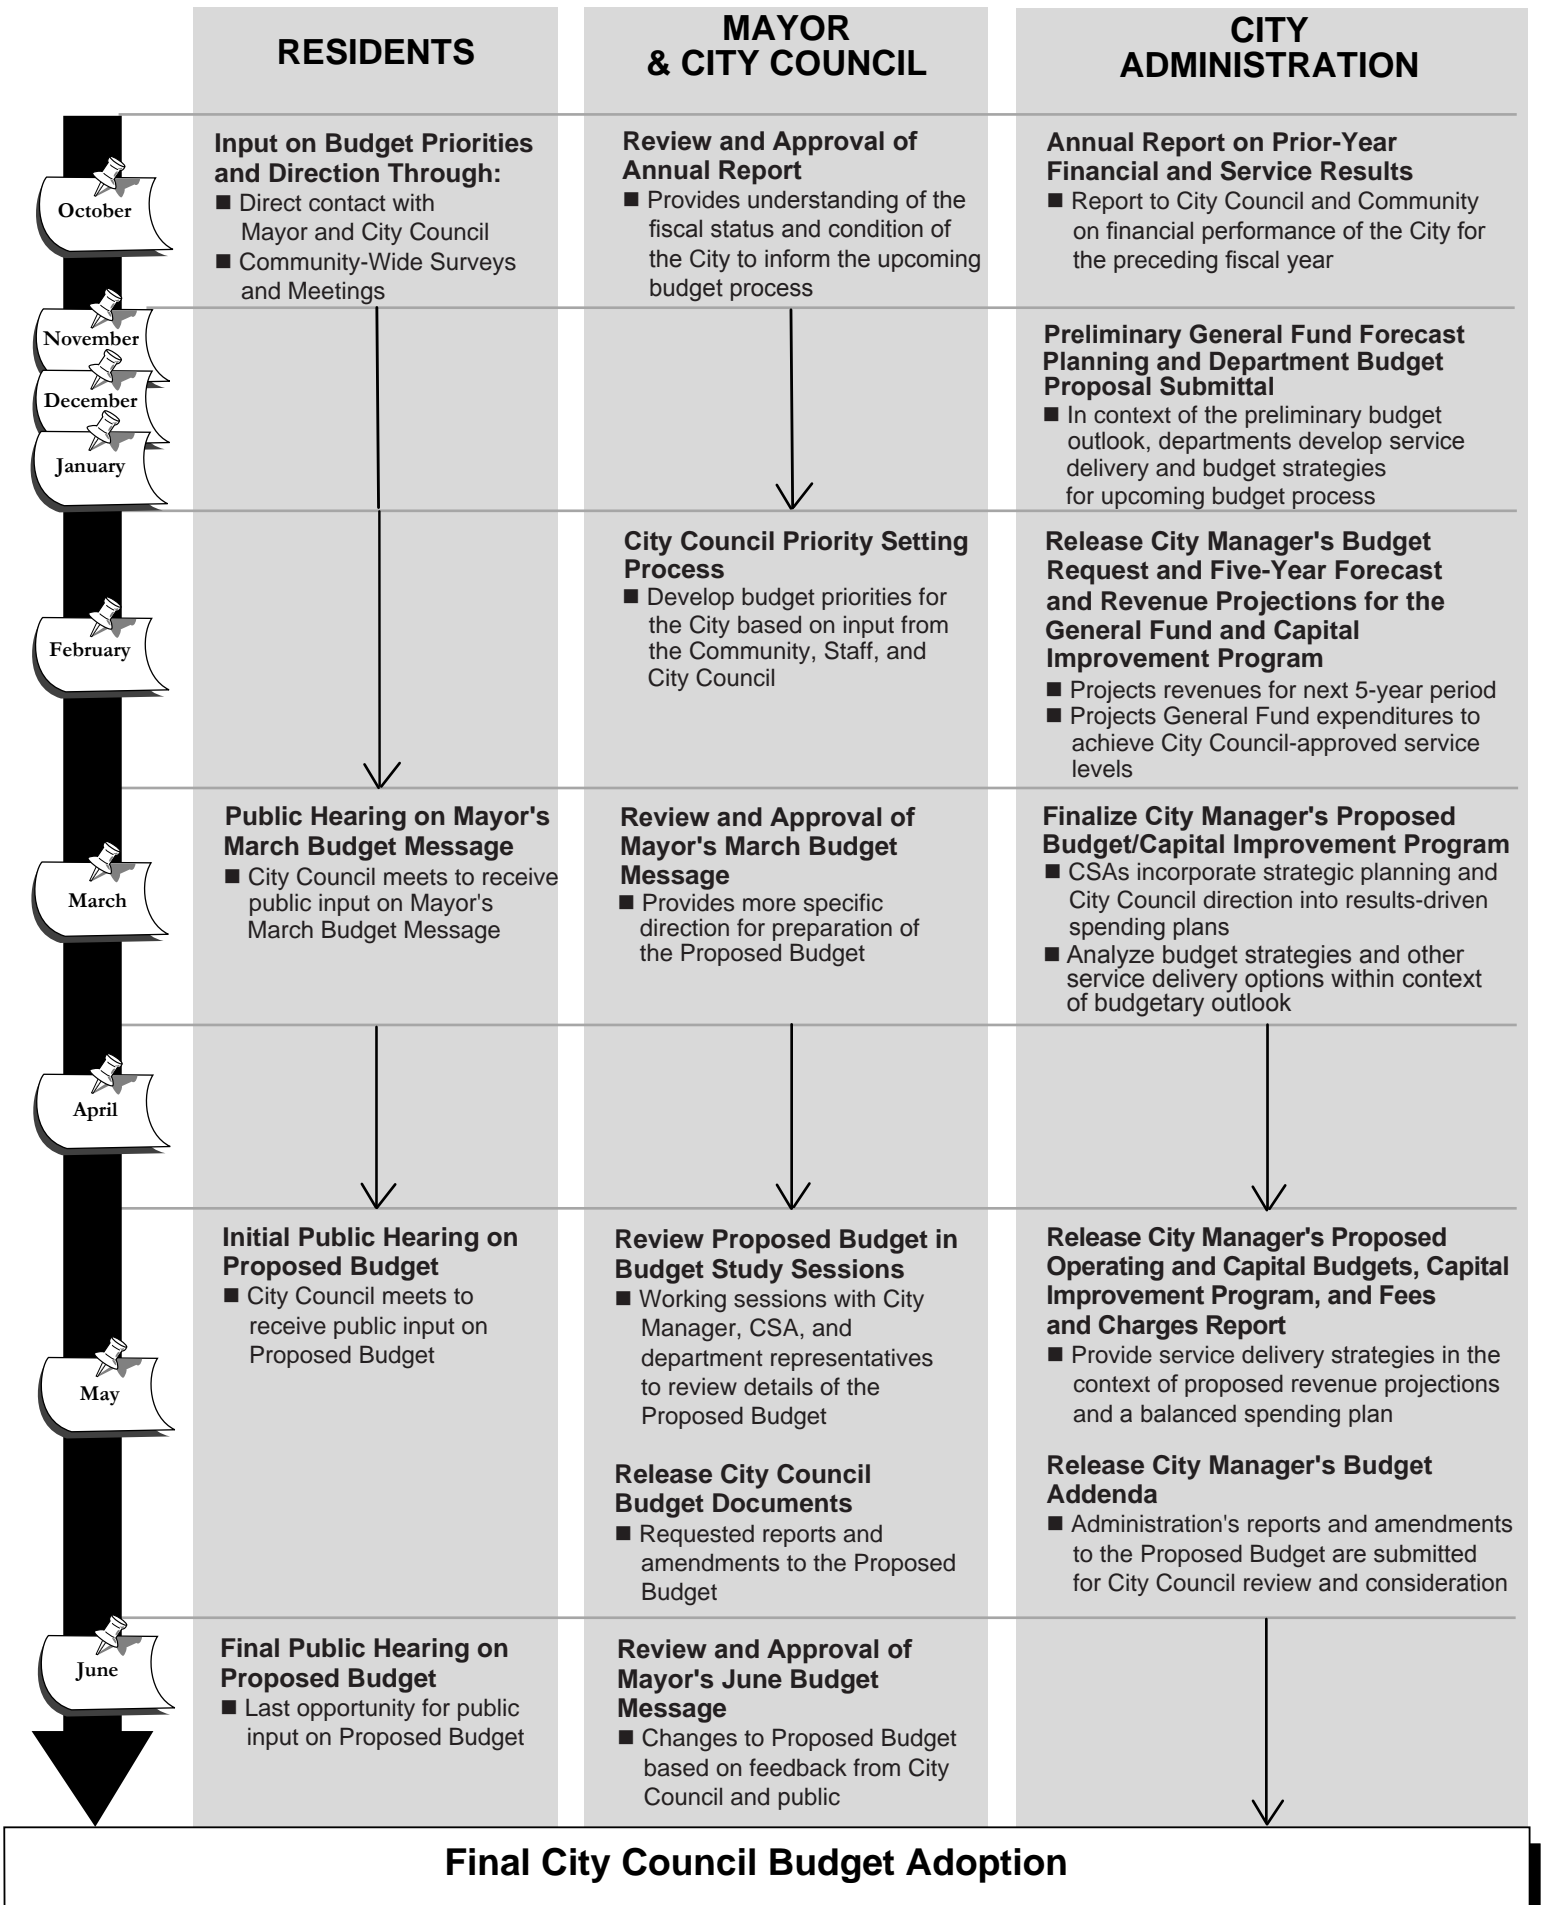 RESIDENTS
MAYOR
& CITY COUNCIL
CITY
ADMINISTRATION
October
Input on Budget Priorities
and Direction Through:
■ Direct contact with
Mayor and City Council
■ Community-Wide Surveys
and Meetings
Review and Approval of
Annual Report
■ Provides understanding of the
fiscal status and condition of
the City to inform the upcoming
budget process
Annual Report on Prior-Year
Financial and Service Results
■ Report to City Council and Community
on financial performance of the City for
the preceding fiscal year
November
December
January
Preliminary General Fund Forecast
Planning and Department Budget
Proposal Submittal
■ In context of the preliminary budget
outlook, departments develop service
delivery and budget strategies
for upcoming budget process
February
City Council Priority Setting
Process
■ Develop budget priorities for
the City based on input from
the Community, Staff, and
City Council
Release City Manager's Budget
Request and Five-Year Forecast
and Revenue Projections for the
General Fund and Capital
Improvement Program
■ Projects revenues for next 5-year period
■ Projects General Fund expenditures to
achieve City Council-approved service
levels
March
Public Hearing on Mayor's
March Budget Message
■ City Council meets to receive
public input on Mayor's
March Budget Message
Review and Approval of
Mayor's March Budget
Message
■ Provides more specific
direction for preparation of
the Proposed Budget
Finalize City Manager's Proposed
Budget/Capital Improvement Program
■ CSAs incorporate strategic planning and
City Council direction into results-driven
spending plans
■ Analyze budget strategies and other
service delivery options within context
of budgetary outlook
April
May
Initial Public Hearing on
Proposed Budget
■ City Council meets to
receive public input on
Proposed Budget
Review Proposed Budget in
Budget Study Sessions
■ Working sessions with City
Manager, CSA, and
department representatives
to review details of the
Proposed Budget
Release City Council
Budget Documents
■ Requested reports and
amendments to the Proposed
Budget
Release City Manager's Proposed
Operating and Capital Budgets, Capital
Improvement Program, and Fees
and Charges Report
■ Provide service delivery strategies in the
context of proposed revenue projections
and a balanced spending plan
Release City Manager's Budget
Addenda
■ Administration's reports and amendments
to the Proposed Budget are submitted
for City Council review and consideration
June
Final Public Hearing on
Proposed Budget
■ Last opportunity for public
input on Proposed Budget
Review and Approval of
Mayor's June Budget
Message
■ Changes to Proposed Budget
based on feedback from City
Council and public
Final City Council Budget Adoption